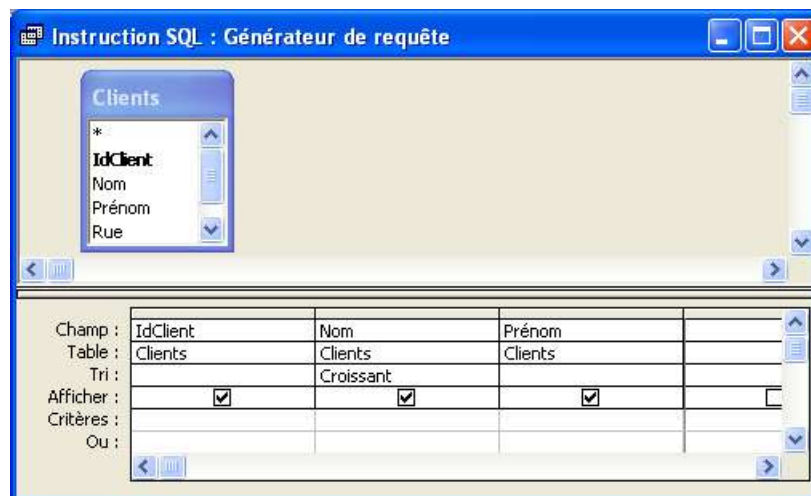 Instruction SQL : Générateur de requête
Clients
*
IdClient
Nom
Prénom
Rue
Champ : IdClient Nom Prénom
Table : Clients Clients Clients
Tri : Croissant
Afficher :
Critères :
Ou :